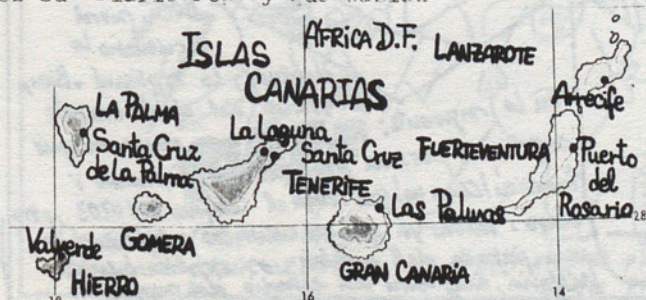 ISLAS
CANARIAS
AFRICA D.F.
LANZAROTE
Arrecife
LA PALMA
Santa Cruz
de La Palma
La Laguna
Santa Cruz
TENERIFE
FUERTEVENTURA
Puerto
del
Rosario
Las Palmas
28
Valverde
GOMERA
HIERRO
GRAN CANARIA
18
16
14